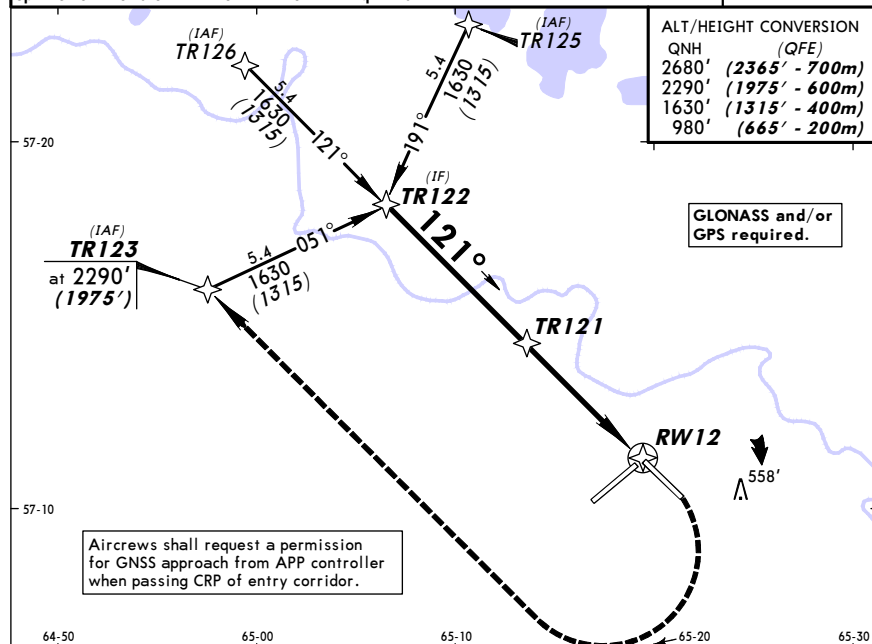 (IAF)
TR126
5.4
1630
(1315)
121°
(IAF)
TR125
5.4
1630
(1315)
191°
ALT/HEIGHT CONVERSION
QNH (QFE)
2680' (2365' - 700m)
2290' (1975' - 600m)
1630' (1315' - 400m)
980' (665' - 200m)
57-20
(IF)
TR122
121°
GLONASS and/or
GPS required.
(IAF)
TR123
at 2290'
(1975')
5.4
1630
(1315)
051°
TR121
RW12
558'
57-10
Aircrews shall request a permission
for GNSS approach from APP controller
when passing CRP of entry corridor.
64-50
65-00
65-10
65-20
65-30